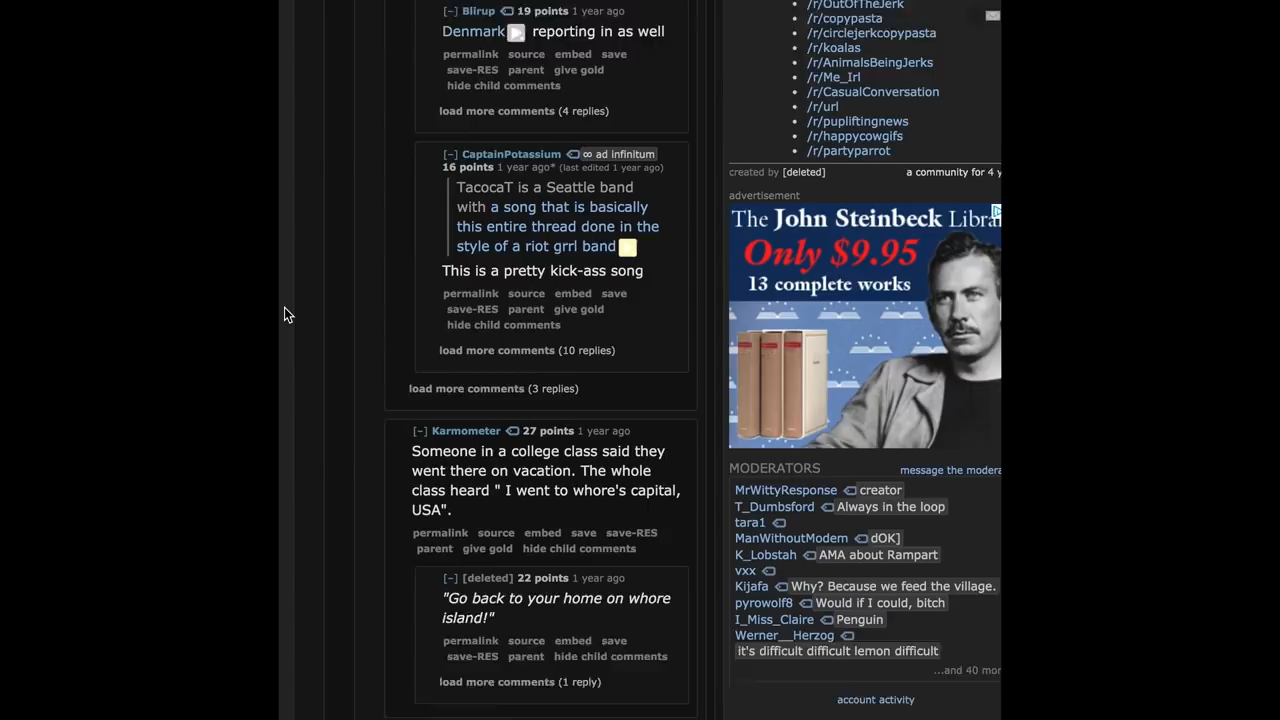 [–] Blirup 19 points 1 year ago
Denmark reporting in as well
permalink source embed save
save-RES parent give gold
hide child comments
load more comments (4 replies)
[–] CaptainPotassium ∞ ad infinitum
16 points 1 year ago* (last edited 1 year ago)
TacocaT is a Seattle band
with a song that is basically
this entire thread done in the
style of a riot grrl band
This is a pretty kick-ass song
permalink source embed save
save-RES parent give gold
hide child comments
load more comments (10 replies)
load more comments (3 replies)
[–] Karmometer 27 points 1 year ago
Someone in a college class said they
went there on vacation. The whole
class heard " I went to whore's capital,
USA".
permalink source embed save save-RES
parent give gold hide child comments
[–] [deleted] 22 points 1 year ago
"Go back to your home on whore
island!"
permalink source embed save
save-RES parent hide child comments
load more comments (1 reply)
/r/OutOfTheJerk
/r/copypasta
/r/circlejerkcopypasta
/r/koalas
/r/AnimalsBeingJerks
/r/Me_Irl
/r/CasualConversation
/r/url
/r/pupliftingnews
/r/happycowgifs
/r/partyparrot
created by [deleted] a community for 4 y
advertisement
The John Steinbeck Libra
Only $9.95
13 complete works
MODERATORS message the modera
MrWittyResponse creator
T_Dumbsford Always in the loop
tara1
ManWithoutModem dOK]
K_Lobstah AMA about Rampart
vxx
Kijafa Why? Because we feed the village.
pyrowolf8 Would if I could, bitch
I_Miss_Claire Penguin
Werner__Herzog
it's difficult difficult lemon difficult
...and 40 mor
account activity